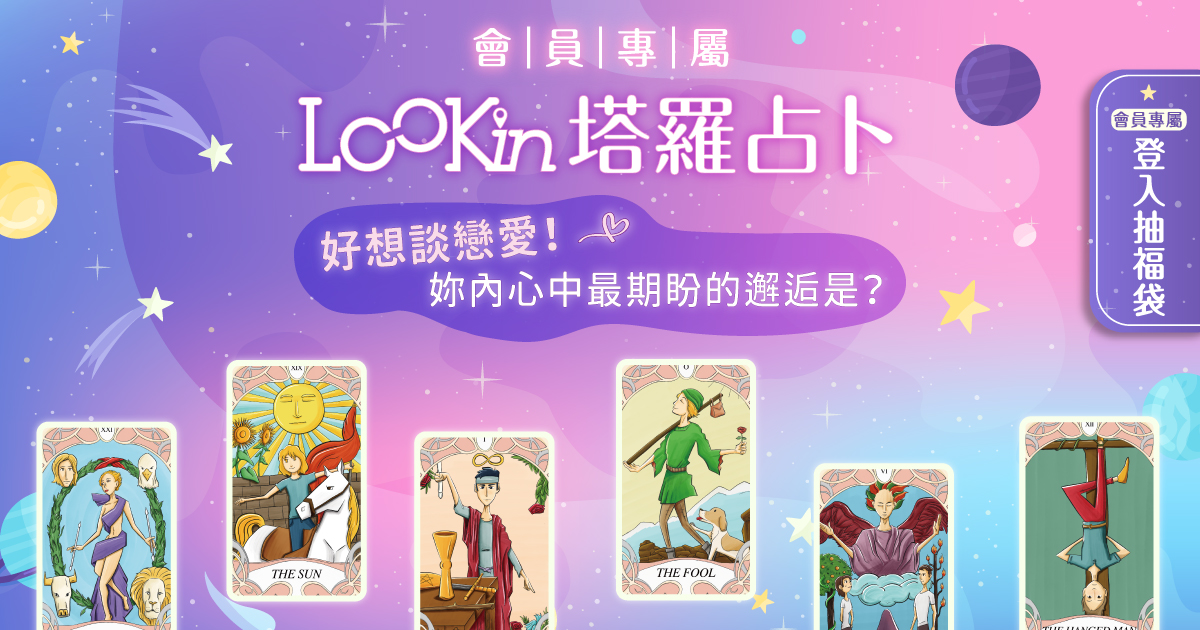 會|員|專|屬
LOOKin 塔羅占卜
好想談戀愛!
妳內心中最期盼的邂逅是?
會員專屬
登入抽福袋
XXI
XIX
THE SUN
I
0
THE FOOL
VI
XII
THE HANGED MAN